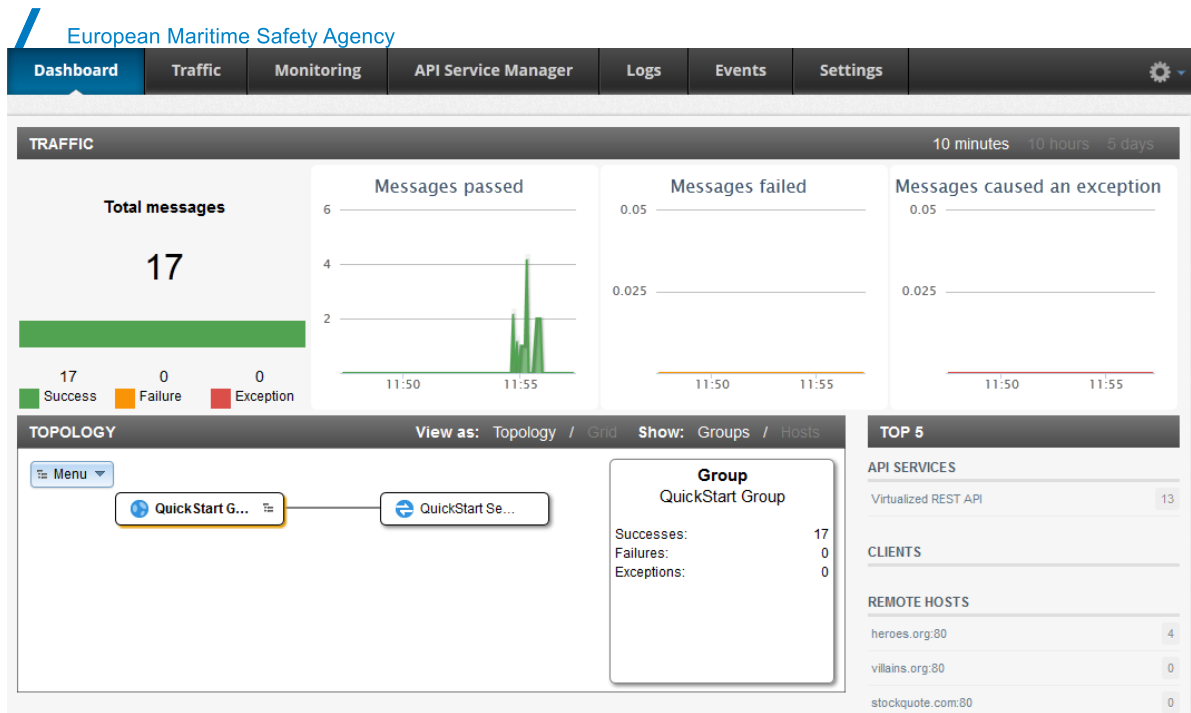 European Maritime Safety Agency
Dashboard Traffic Monitoring API Service Manager Logs Events Settings
TRAFFIC 10 minutes 10 hours 5 days
Total messages
17
17 0 0
Success Failure Exception
Messages passed
6
4
2
11:50 11:55
Messages failed
0.05
0.025
11:50 11:55
Messages caused an exception
0.05
0.025
11:50 11:55
TOPOLOGY View as: Topology / Grid Show: Groups / Hosts
Menu
QuickStart G...
QuickStart Se...
Group
QuickStart Group
Successes: 17
Failures: 0
Exceptions: 0
TOP 5
API SERVICES
Virtualized REST API 13
CLIENTS
REMOTE HOSTS
heroes.org:80 4
villains.org:80 0
stockquote.com:80 0